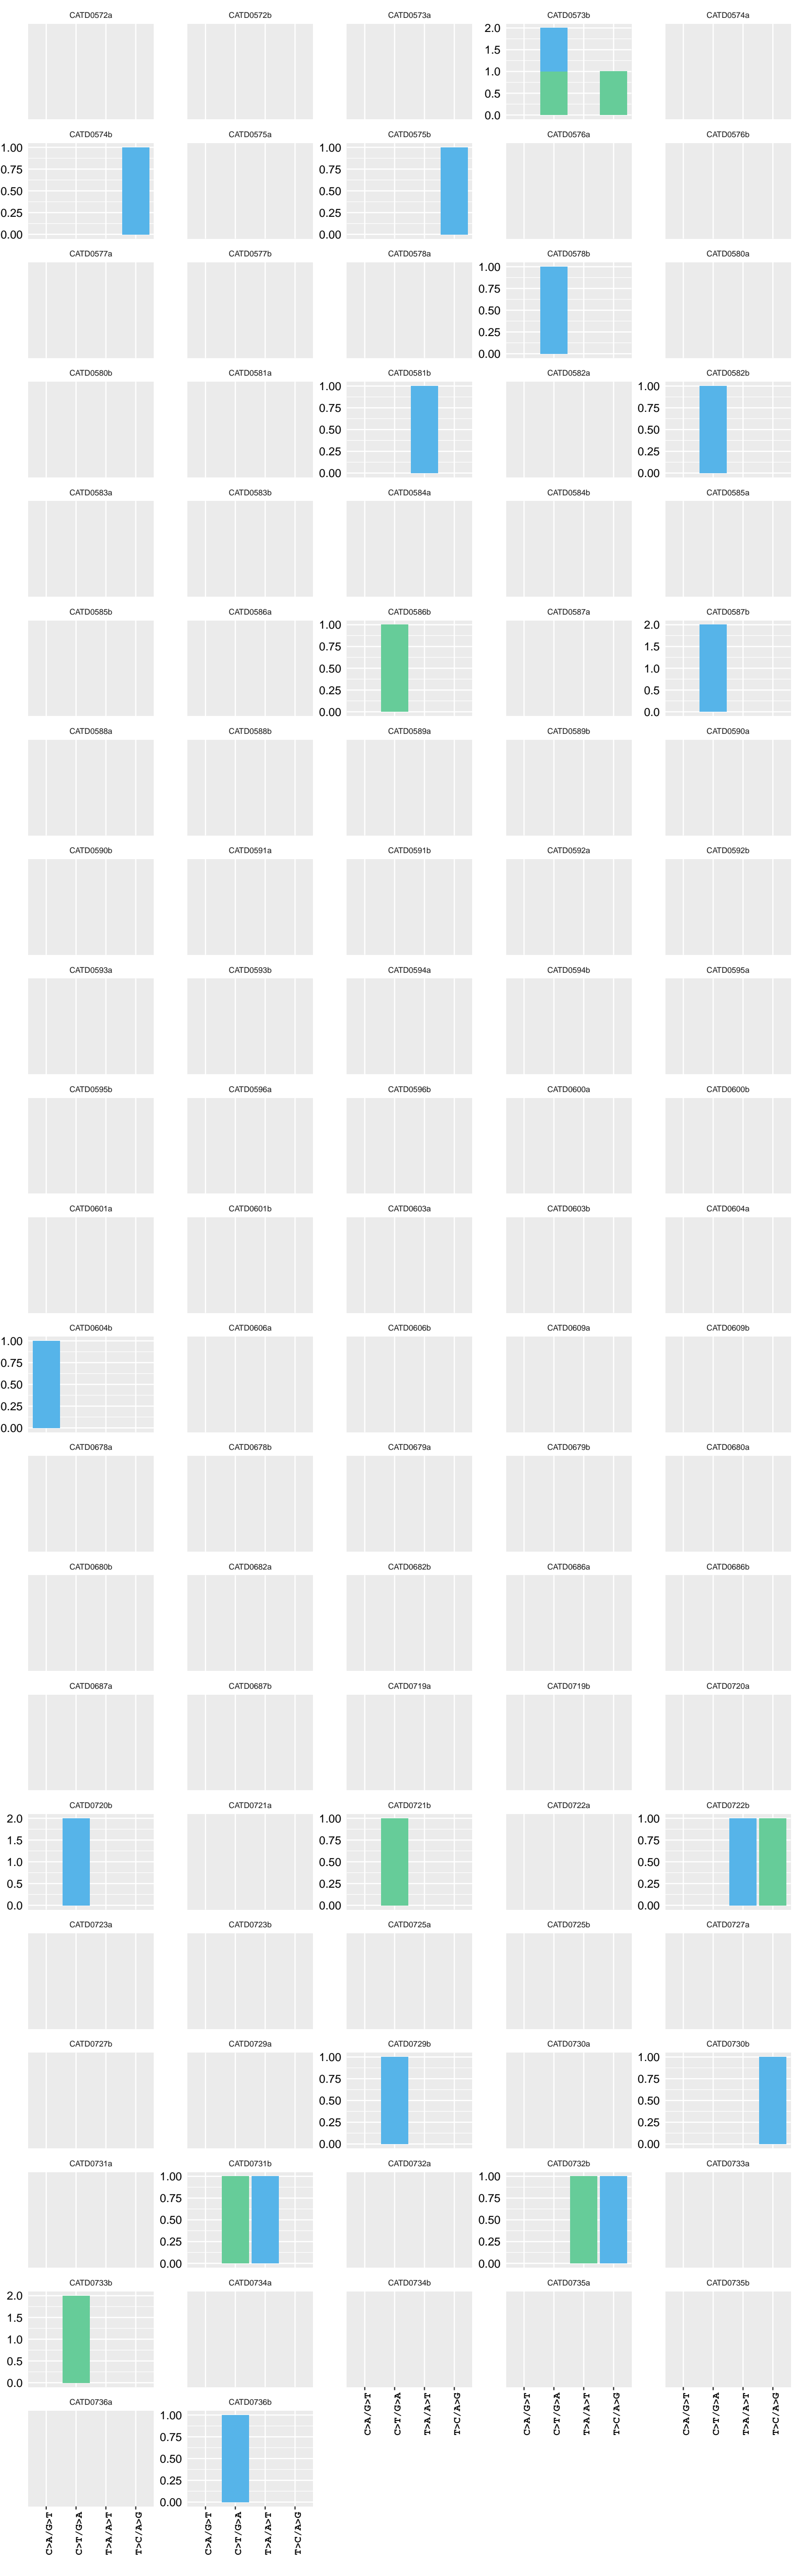 CATD0572a CATD0572b CATD0573a CATD0573b CATD0574a
2.0
1.5
1.0
0.5
0.0
CATD0574b CATD0575a CATD0575b CATD0576a CATD0576b
1.00 1.00
0.75 0.75
0.50 0.50
0.25 0.25
0.00 0.00
CATD0577a CATD0577b CATD0578a CATD0578b CATD0580a
1.00
0.75
0.50
0.25
0.00
CATD0580b CATD0581a CATD0581b CATD0582a CATD0582b
1.00 1.00
0.75 0.75
0.50 0.50
0.25 0.25
0.00 0.00
CATD0583a CATD0583b CATD0584a CATD0584b CATD0585a
CATD0585b CATD0586a CATD0586b CATD0587a CATD0587b
1.00 2.0
0.75 1.5
0.50 1.0
0.25 0.5
0.00 0.0
CATD0588a CATD0588b CATD0589a CATD0589b CATD0590a
CATD0590b CATD0591a CATD0591b CATD0592a CATD0592b
CATD0593a CATD0593b CATD0594a CATD0594b CATD0595a
CATD0595b CATD0596a CATD0596b CATD0600a CATD0600b
CATD0601a CATD0601b CATD0603a CATD0603b CATD0604a
CATD0604b CATD0606a CATD0606b CATD0609a CATD0609b
1.00
0.75
0.50
0.25
0.00
CATD0678a CATD0678b CATD0679a CATD0679b CATD0680a
CATD0680b CATD0682a CATD0682b CATD0686a CATD0686b
CATD0687a CATD0687b CATD0719a CATD0719b CATD0720a
CATD0720b CATD0721a CATD0721b CATD0722a CATD0722b
2.0 1.00 1.00
1.5 0.75 0.75
1.0 0.50 0.50
0.5 0.25 0.25
0.0 0.00 0.00
CATD0723a CATD0723b CATD0725a CATD0725b CATD0727a
CATD0727b CATD0729a CATD0729b CATD0730a CATD0730b
1.00 1.00
0.75 0.75
0.50 0.50
0.25 0.25
0.00 0.00
CATD0731a CATD0731b CATD0732a CATD0732b CATD0733a
1.00 1.00
0.75 0.75
0.50 0.50
0.25 0.25
0.00 0.00
CATD0733b CATD0734a CATD0734b CATD0735a CATD0735b
2.0
1.5
1.0
0.5
0.0
C>A/G>T C>T/G>A T>A/A>T T>C/A>G C>A/G>T C>T/G>A T>A/A>T T>C/A>G C>A/G>T C>T/G>A T>A/A>T T>C/A>G
CATD0736a CATD0736b
1.00
0.75
0.50
0.25
0.00
C>A/G>T C>T/G>A T>A/A>T T>C/A>G C>A/G>T C>T/G>A T>A/A>T T>C/A>G